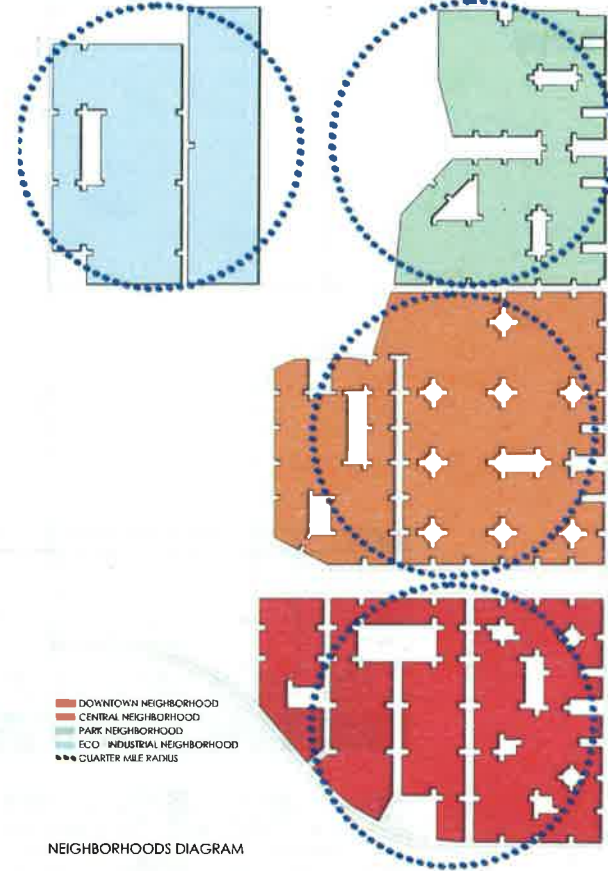 DOWNTOWN NEIGHBORHOOD
CENTRAL NEIGHBORHOOD
PARK NEIGHBORHOOD
ECO-INDUSTRIAL NEIGHBORHOOD
QUARTER MILE RADIUS
NEIGHBORHOODS DIAGRAM